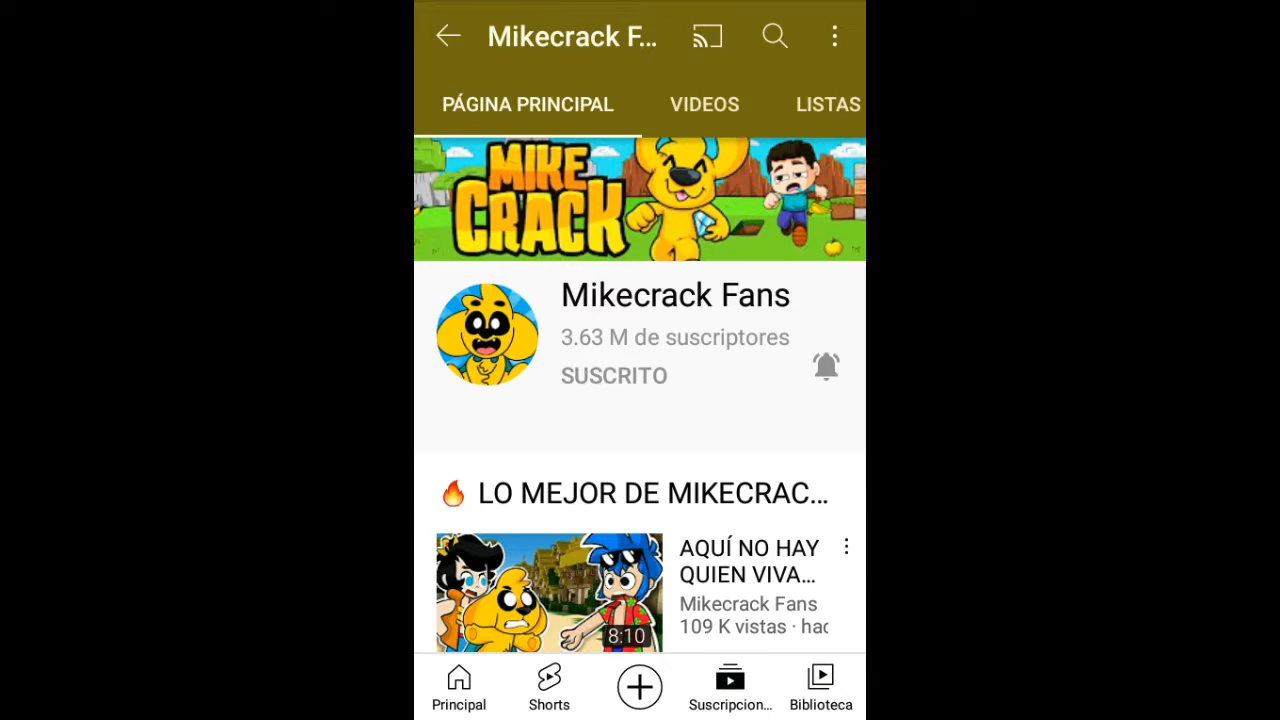 Mikecrack F...
PÁGINA PRINCIPAL VIDEOS LISTAS
MIKE
CRACK
Mikecrack Fans
3.63 M de suscriptores
SUSCRITO
🔥 LO MEJOR DE MIKECRAC...
AQUÍ NO HAY
QUIEN VIVA...
Mikecrack Fans
109 K vistas · hac
8:10
Principal Shorts Suscripcion... Biblioteca